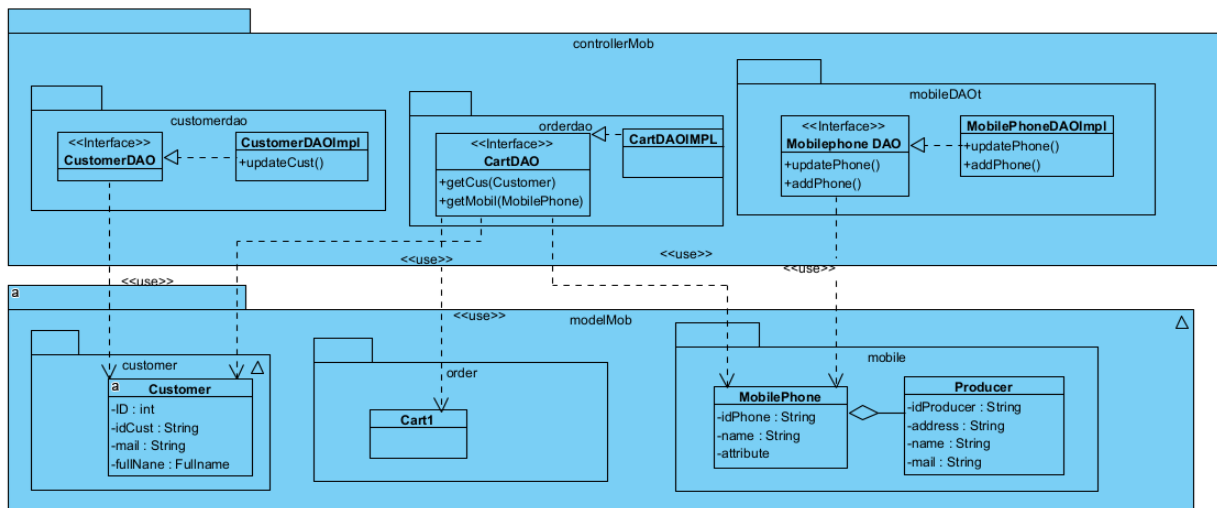 controllerMob
customerdao
<<Interface>>
CustomerDAO
CustomerDAOImpl
+updateCust()
orderdao
<<Interface>>
CartDAO
+getCus(Customer)
+getMobil(MobilePhone)
CartDAOIMPL
mobileDAOt
<<Interface>>
Mobilephone DAO
+updatePhone()
+addPhone()
MobilePhoneDAOImpl
+updatePhone()
+addPhone()
<<use>>
<<use>>
<<use>>
<<use>>
<<use>>
a
modelMob
customer
a
Customer
-ID : int
-idCust : String
-mail : String
-fullNane : Fullname
order
Cart1
mobile
MobilePhone
-idPhone : String
-name : String
-attribute
Producer
-idProducer : String
-address : String
-name : String
-mail : String